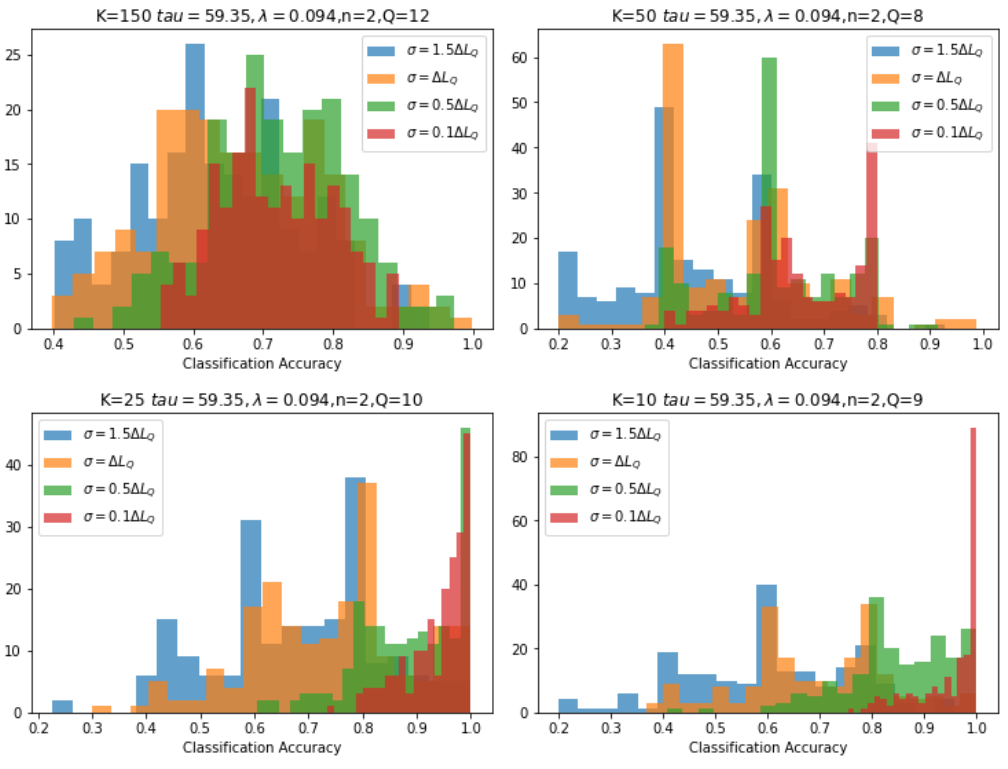 K=150 tau = 59.35, λ = 0.094,n=2,Q=12
25
20
15
10
5
0
σ = 1.5ΔL_Q
σ = ΔL_Q
σ = 0.5ΔL_Q
σ = 0.1ΔL_Q
0.4 0.5 0.6 0.7 0.8 0.9 1.0
Classification Accuracy
K=50 tau = 59.35, λ = 0.094,n=2,Q=8
60
50
40
30
20
10
0
σ = 1.5ΔL_Q
σ = ΔL_Q
σ = 0.5ΔL_Q
σ = 0.1ΔL_Q
0.2 0.3 0.4 0.5 0.6 0.7 0.8 0.9 1.0
Classification Accuracy
K=25 tau = 59.35, λ = 0.094,n=2,Q=10
40
30
20
10
0
σ = 1.5ΔL_Q
σ = ΔL_Q
σ = 0.5ΔL_Q
σ = 0.1ΔL_Q
0.2 0.3 0.4 0.5 0.6 0.7 0.8 0.9 1.0
Classification Accuracy
K=10 tau = 59.35, λ = 0.094,n=2,Q=9
80
60
40
20
0
σ = 1.5ΔL_Q
σ = ΔL_Q
σ = 0.5ΔL_Q
σ = 0.1ΔL_Q
0.2 0.3 0.4 0.5 0.6 0.7 0.8 0.9 1.0
Classification Accuracy